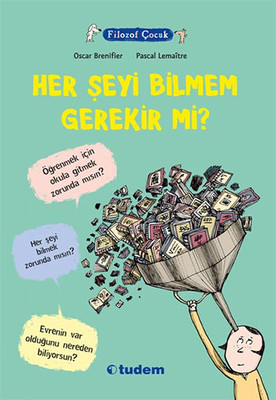 Filozof Çocuk
Oscar Brenifier Pascal Lemaître
HER ŞEYİ BİLMEM
GEREKİR Mİ?
Öğrenmek için
okula gitmek
zorunda mısın?
Her şeyi
bilmek
zorunda mısın?
Evrenin var
olduğunu nereden
biliyorsun?
tudem